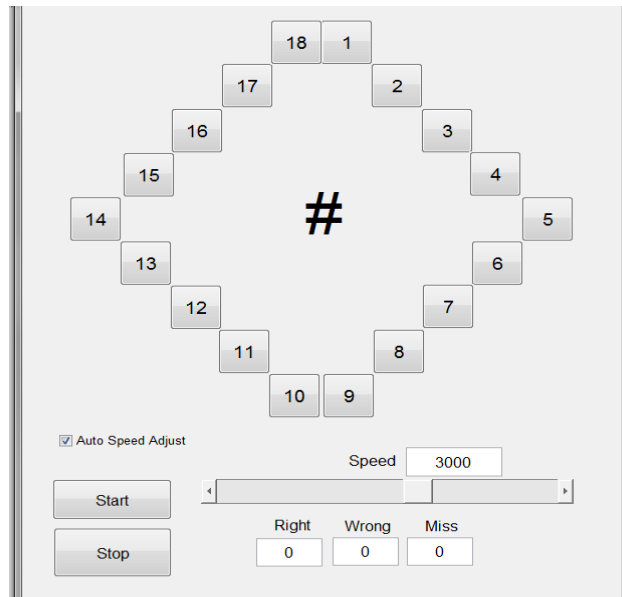 18 1
17 2
16 3
15 4
14 # 5
13 6
12 7
11 8
10 9
Auto Speed Adjust
Speed 3000
Start
Right Wrong Miss
Stop 0 0 0